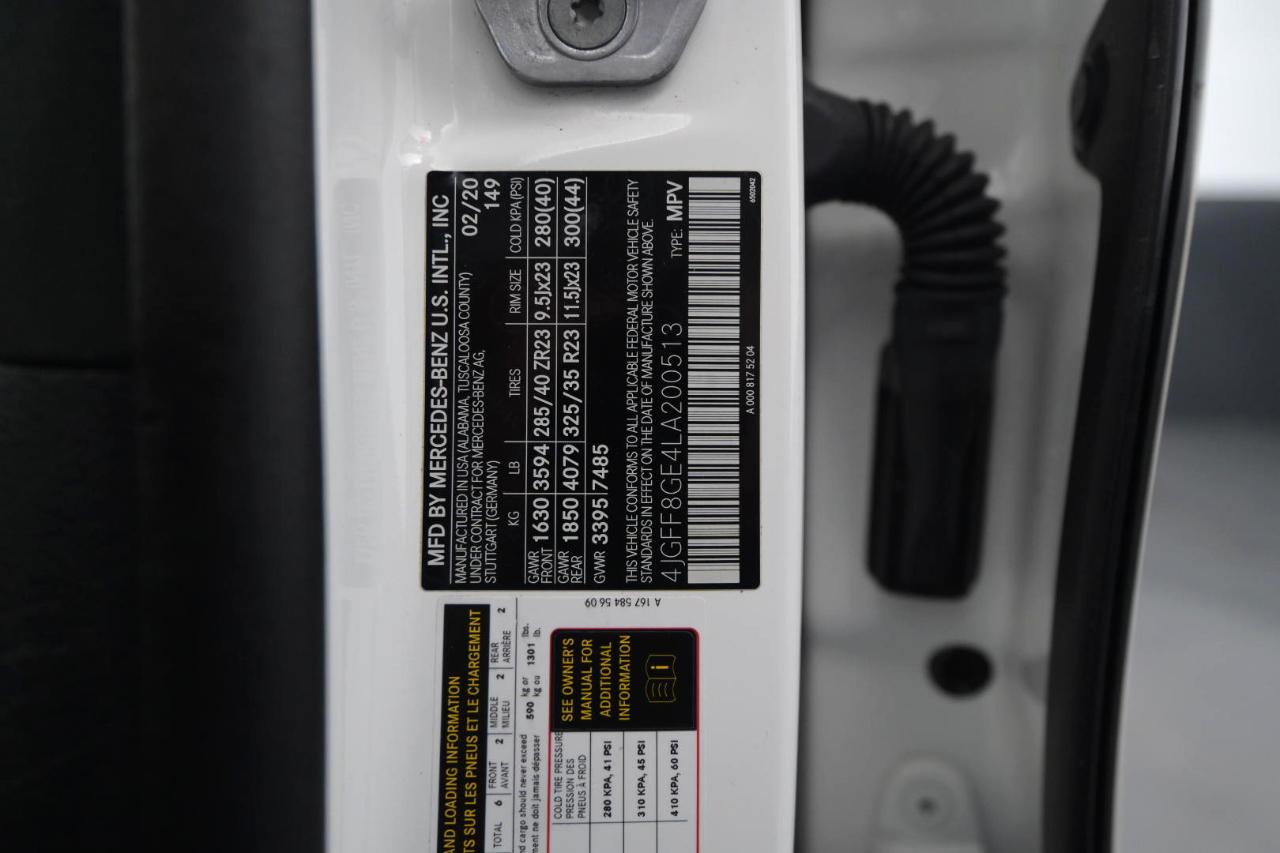 MFD BY MERCEDES-BENZ U.S. INTL., INC
MANUFACTURED IN USA (ALABAMA, TUSCALOOSA COUNTY) 02/20
UNDER CONTRACT FOR MERCEDES-BENZ AG, 149
STUTTGART (GERMANY)
KG LB TIRES RIM SIZE COLD KPA (PSI)
GAWR FRONT 1630 3594 285/40 ZR23 9.5Jx23 280(40)
GAWR REAR 1850 4079 325/35 R23 11.5Jx23 300(44)
GVWR 3395 7485
THIS VEHICLE CONFORMS TO ALL APPLICABLE FEDERAL MOTOR VEHICLE SAFETY
STANDARDS IN EFFECT ON THE DATE OF MANUFACTURE SHOWN ABOVE.
4JGFF8GE4LA200513 TYPE: MPV
A 000 817 52 04
A 167 584 56 09
AND LOADING INFORMATION
TS SUR LES PNEUS ET LE CHARGEMENT
TOTAL 6 FRONT AVANT 2 MIDDLE MILIEU 2 REAR ARRIÈRE 2
nd cargo should never exceed 590 kg or 1301 lbs.
ment ne doit jamais dépasser kg ou lb.
COLD TIRE PRESSURE
PRESSION DES
PNEUS À FROID
280 KPA, 41 PSI
310 KPA, 45 PSI
410 KPA, 60 PSI
SEE OWNER'S
MANUAL FOR
ADDITIONAL
INFORMATION